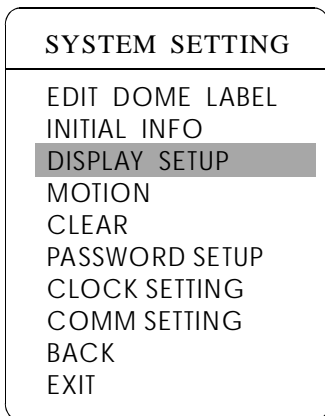 SYSTEM SETTING
EDIT DOME LABEL
INITIAL INFO
DISPLAY SETUP
MOTION
CLEAR
PASSWORD SETUP
CLOCK SETTING
COMM SETTING
BACK
EXIT